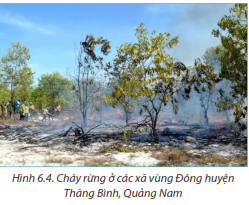 Hình 6.4. Cháy rừng ở các xã vùng Đông huyện
Thăng Bình, Quảng Nam